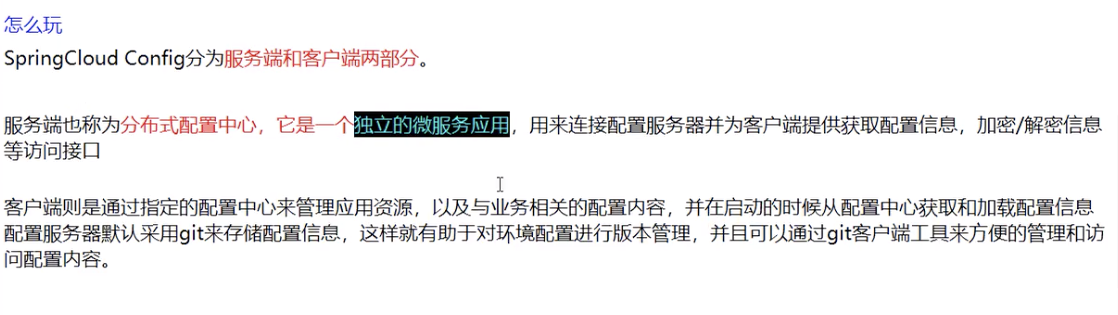 怎么玩
SpringCloud Config分为服务端和客户端两部分。
服务端也称为分布式配置中心，它是一个独立的微服务应用，用来连接配置服务器并为客户端提供获取配置信息，加密/解密信息
等访问接口
客户端则是通过指定的配置中心来管理应用资源，以及与业务相关的配置内容，并在启动的时候从配置中心获取和加载配置信息
配置服务器默认采用git来存储配置信息，这样就有助于对环境配置进行版本管理，并且可以通过git客户端工具来方便的管理和访
问配置内容。